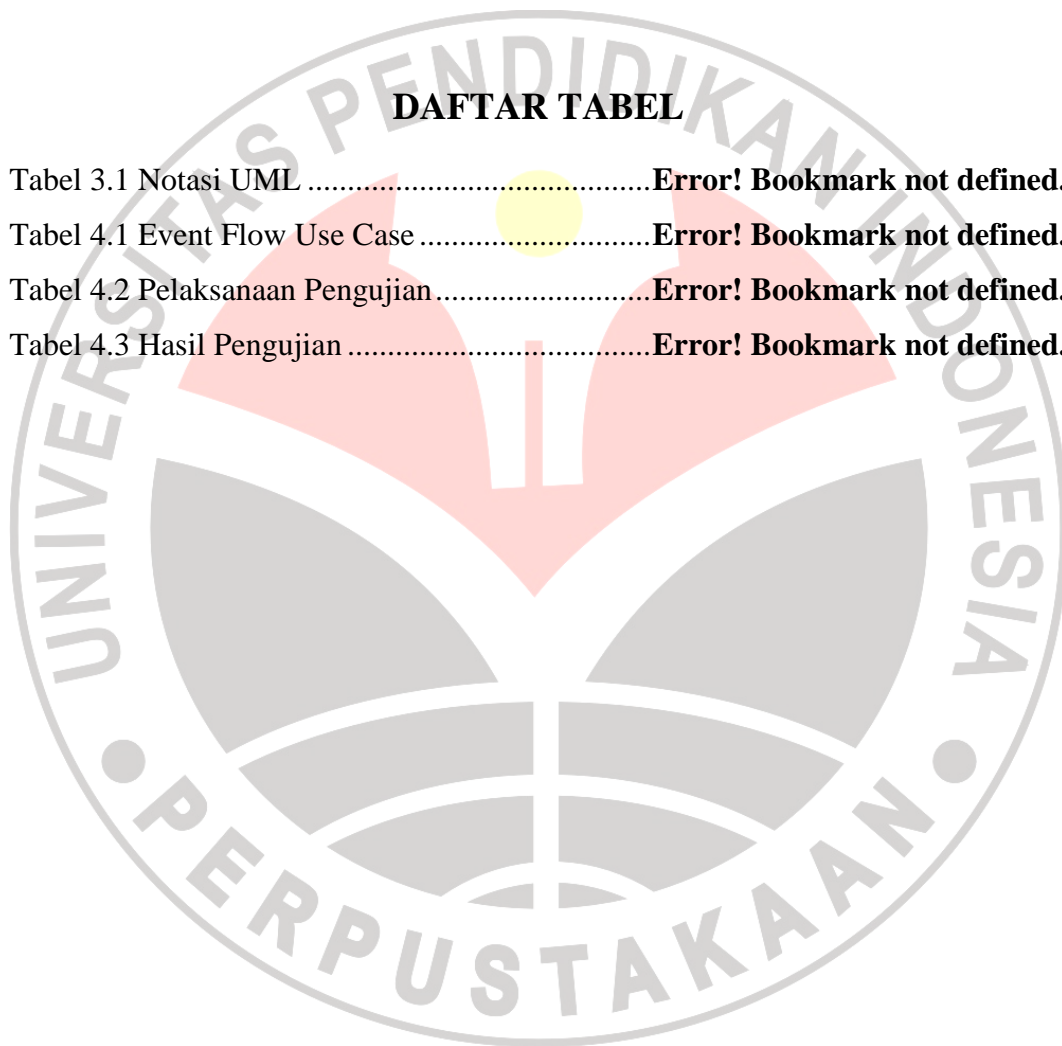 UNIVERSITAS PENDIDIKAN INDONESIA
DAFTAR TABEL
Tabel 3.1 Notasi UML ....................................Error! Bookmark not defined.
Tabel 4.1 Event Flow Use Case ........................Error! Bookmark not defined.
Tabel 4.2 Pelaksanaan Pengujian.......................Error! Bookmark not defined.
Tabel 4.3 Hasil Pengujian ................................Error! Bookmark not defined.
PERPUSTAKAAN